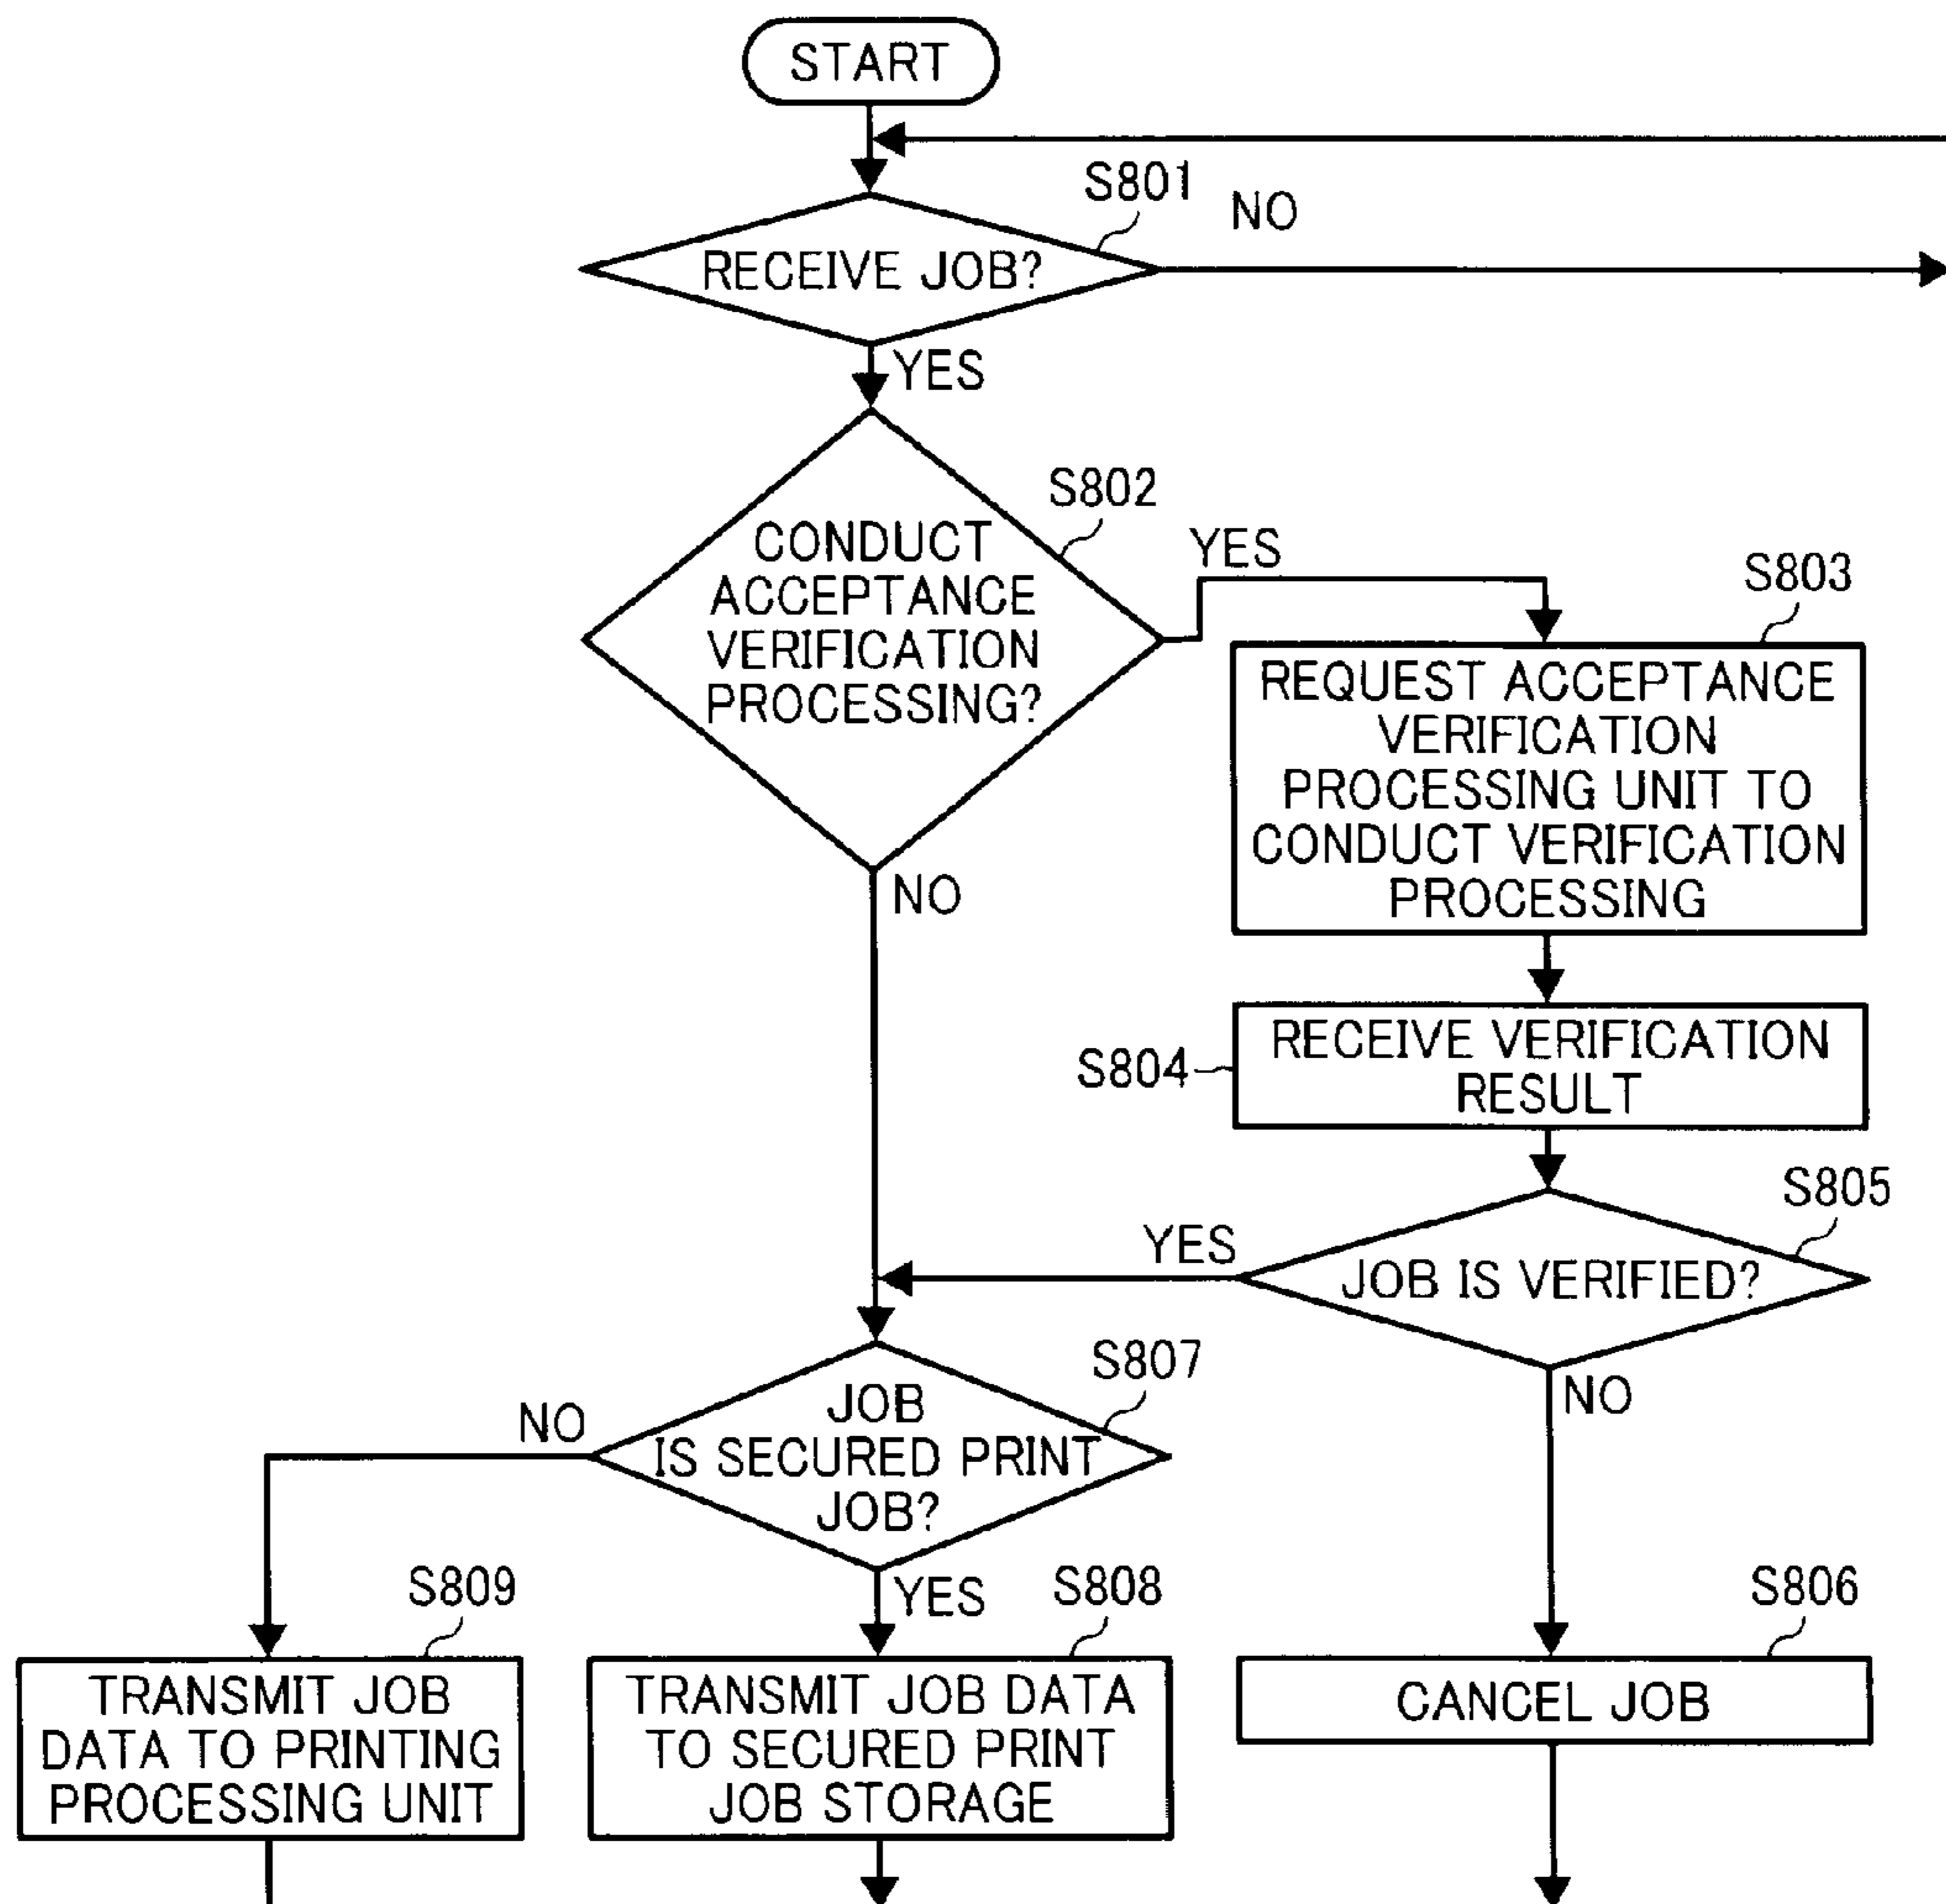 START
S801
NO
RECEIVE JOB?
YES
S802
CONDUCT
ACCEPTANCE
VERIFICATION
PROCESSING?
YES
S803
REQUEST ACCEPTANCE
VERIFICATION
PROCESSING UNIT TO
CONDUCT VERIFICATION
PROCESSING
NO
S804
RECEIVE VERIFICATION
RESULT
S805
YES
JOB IS VERIFIED?
NO
S807
NO
JOB
IS SECURED PRINT
JOB?
YES
S809
S808
S806
TRANSMIT JOB
DATA TO PRINTING
PROCESSING UNIT
TRANSMIT JOB DATA
TO SECURED PRINT
JOB STORAGE
CANCEL JOB